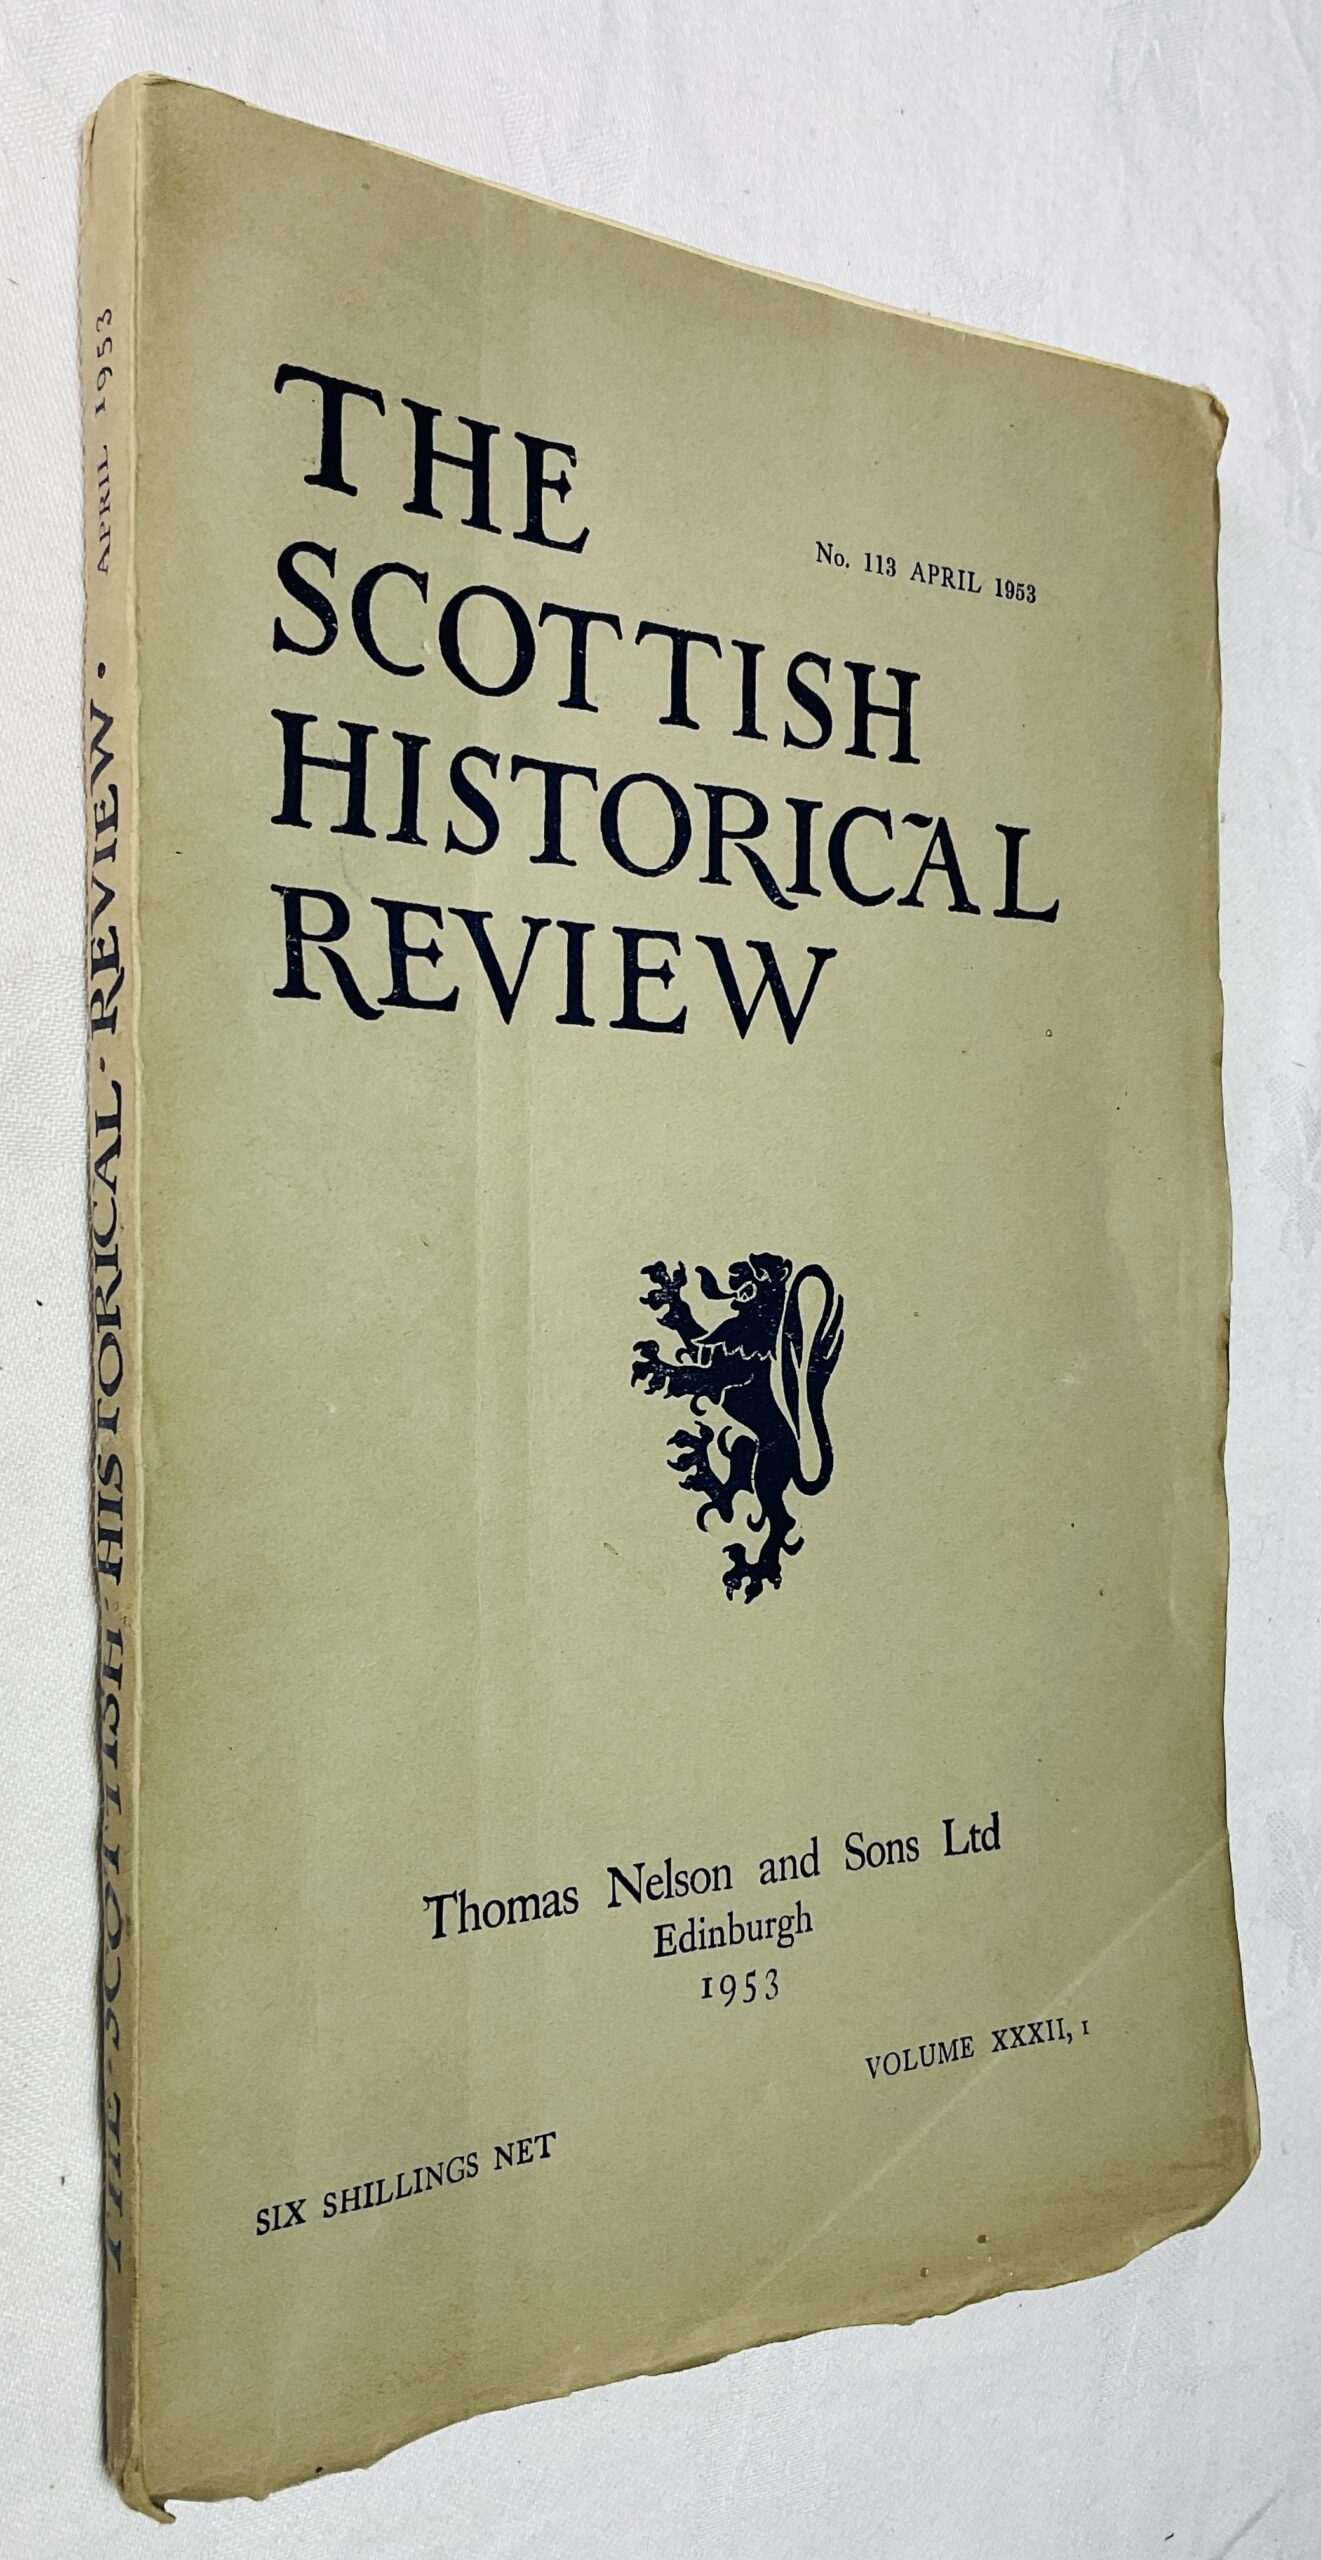 THE
SCOTTISH
HISTORICAL
REVIEW
No. 113 APRIL 1953
Thomas Nelson and Sons Ltd
Edinburgh
1953
VOLUME XXXII, 1
SIX SHILLINGS NET
THE · SCOTTISH · HISTORICAL · REVIEW · APRIL 1953